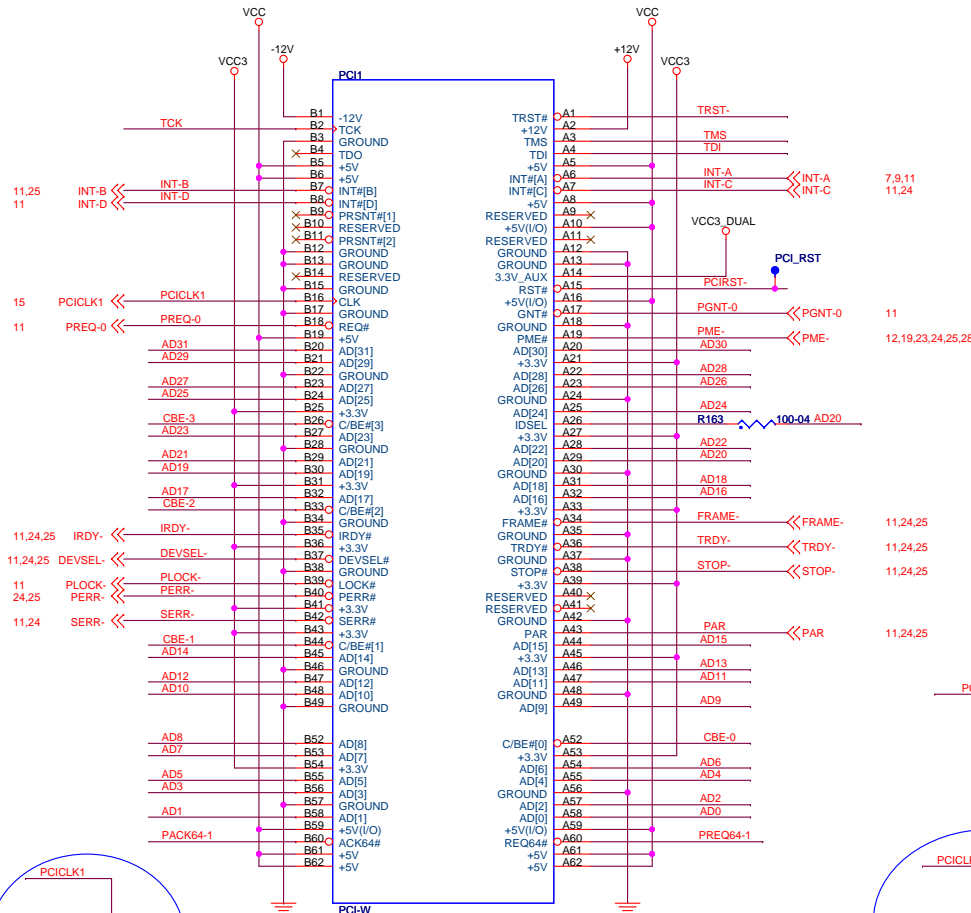 VCC VCC
-12V +12V
VCC3 VCC3
PCI1
B1 -12V TRST# A1 TRST-
TCK B2 TCK +12V A2
B3 GROUND TMS A3 TMS
B4 TDO TDI A4 TDI
B5 +5V +5V A5
B6 +5V INT#[A] A6 INT-A INT-A 7,9,11
11,25 INT-B INT-B B7 INT#[B] INT#[C] A7 INT-C INT-C 11,24
11 INT-D INT-D B8 INT#[D] +5V A8
B9 PRSNT#[1] RESERVED A9
B10 RESERVED +5V(I/O) A10 VCC3_DUAL
B11 PRSNT#[2] RESERVED A11
B12 GROUND GROUND A12
B13 GROUND GROUND A13 PCI_RST
B14 RESERVED 3.3V_AUX A14
B15 GROUND RST# A15 PCIRST-
15 PCICLK1 PCICLK1 B16 CLK +5V(I/O) A16
B17 GROUND GNT# A17 PGNT-0 PGNT-0 11
11 PREQ-0 PREQ-0 B18 REQ# GROUND A18
B19 +5V PME# A19 PME- 12,19,23,24,25,28
AD31 B20 AD[31] AD[30] A20 AD30
AD29 B21 AD[29] +3.3V A21
B22 GROUND AD[28] A22 AD28
AD27 B23 AD[27] AD[26] A23 AD26
AD25 B24 AD[25] GROUND A24
B25 +3.3V AD[24] A25 AD24
CBE-3 B26 C/BE#[3] IDSEL A26 R163 100-04 AD20
AD23 B27 AD[23] +3.3V A27
B28 GROUND AD[22] A28 AD22
AD21 B29 AD[21] AD[20] A29 AD20
AD19 B30 AD[19] GROUND A30
B31 +3.3V AD[18] A31 AD18
AD17 B32 AD[17] AD[16] A32 AD16
CBE-2 B33 C/BE#[2] +3.3V A33
B34 GROUND FRAME# A34 FRAME- FRAME- 11,24,25
11,24,25 IRDY- IRDY- B35 IRDY# GROUND A35
B36 +3.3V TRDY# A36 TRDY- TRDY- 11,24,25
11,24,25 DEVSEL- DEVSEL- B37 DEVSEL# GROUND A37
B38 GROUND STOP# A38 STOP- STOP- 11,24,25
11 PLOCK- PLOCK- B39 LOCK# +3.3V A39
24,25 PERR- PERR- B40 PERR# RESERVED A40
B41 +3.3V RESERVED A41
11,24 SERR- SERR- B42 SERR# GROUND A42
B43 +3.3V PAR A43 PAR PAR 11,24,25
CBE-1 B44 C/BE#[1] AD[15] A44 AD15
AD14 B45 AD[14] +3.3V A45
B46 GROUND AD[13] A46 AD13
AD12 B47 AD[12] AD[11] A47 AD11
AD10 B48 AD[10] GROUND A48
B49 GROUND AD[9] A49 AD9
AD8 B52 AD[8] C/BE#[0] A52 CBE-0
AD7 B53 AD[7] +3.3V A53
B54 +3.3V AD[6] A54 AD6
AD5 B55 AD[5] AD[4] A55 AD4
AD3 B56 AD[3] GROUND A56
B57 GROUND AD[2] A57 AD2
AD1 B58 AD[1] AD[0] A58 AD0
B59 +5V(I/O) +5V(I/O) A59
PACK64-1 B60 ACK64# REQ64# A60 PREQ64-1
B61 +5V +5V A61
B62 +5V +5V A62
PCICLK1
PCI-W